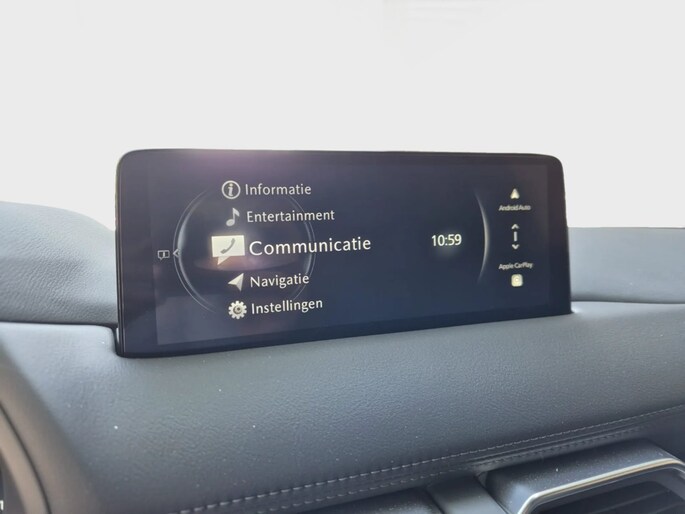 Informatie
Entertainment
Communicatie
Navigatie
Instellingen
10:59
Android Auto
Apple CarPlay